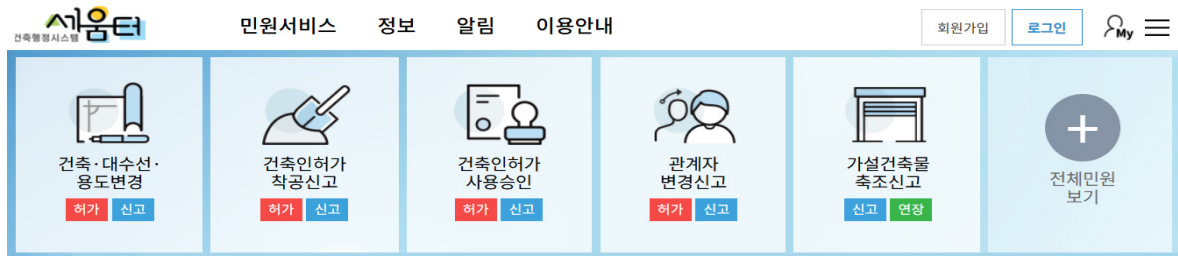 건축행정시스템 세움터
민원서비스 정보 알림 이용안내
회원가입 로그인 My
건축·대수선·
용도변경
허가 신고
건축인허가
착공신고
허가 신고
건축인허가
사용승인
허가 신고
관계자
변경신고
허가 신고
가설건축물
축조신고
신고 연장
전체민원
보기